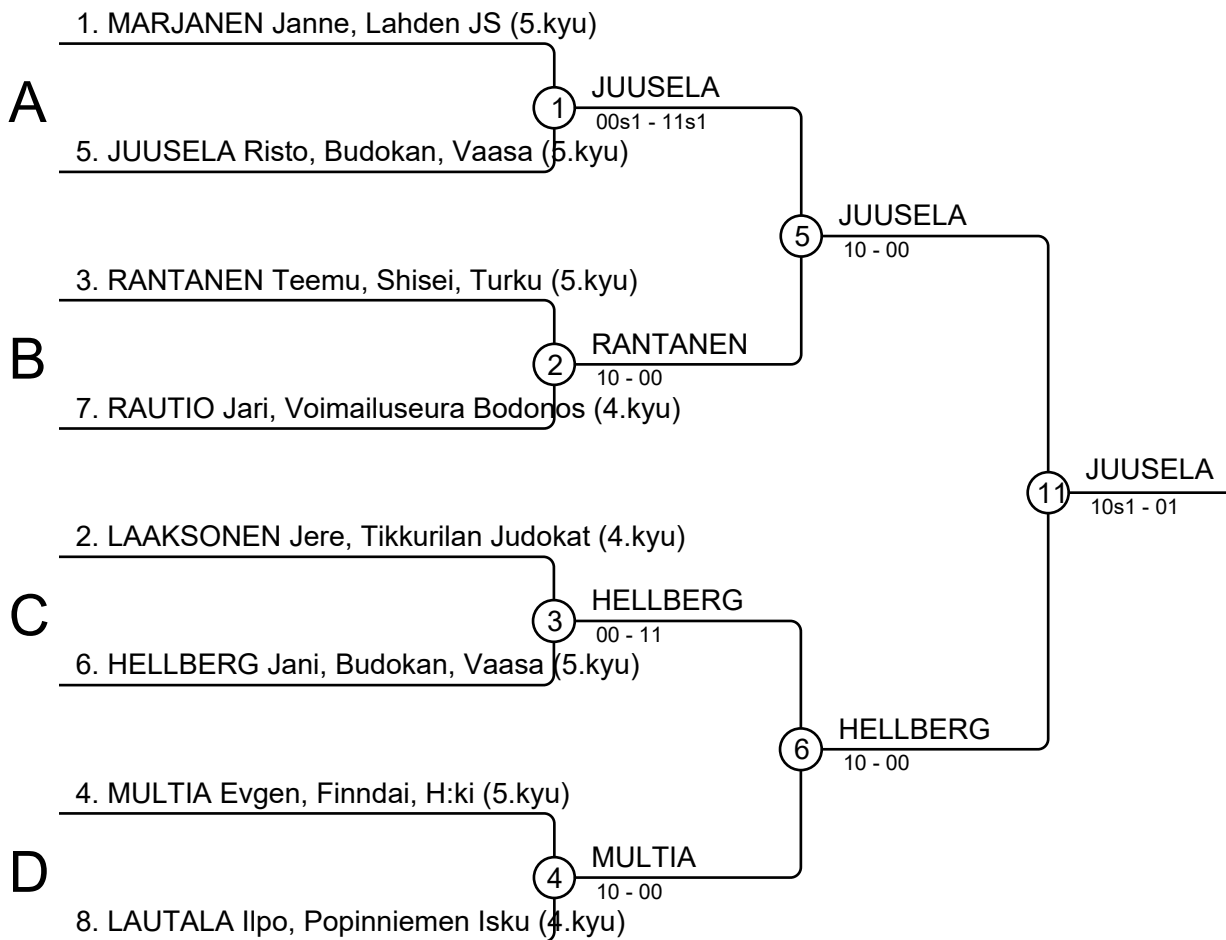 1. MARJANEN Janne, Lahden JS (5.kyu)
A
1
JUUSELA
00s1 - 11s1
5. JUUSELA Risto, Budokan, Vaasa (5.kyu)
5
JUUSELA
10 - 00
3. RANTANEN Teemu, Shisei, Turku (5.kyu)
B
2
RANTANEN
10 - 00
7. RAUTIO Jari, Voimailuseura Bodonos (4.kyu)
11
JUUSELA
10s1 - 01
2. LAAKSONEN Jere, Tikkurilan Judokat (4.kyu)
C
3
HELLBERG
00 - 11
6. HELLBERG Jani, Budokan, Vaasa (5.kyu)
6
HELLBERG
10 - 00
4. MULTIA Evgen, Finndai, H:ki (5.kyu)
D
4
MULTIA
10 - 00
8. LAUTALA Ilpo, Popinniemen Isku (4.kyu)